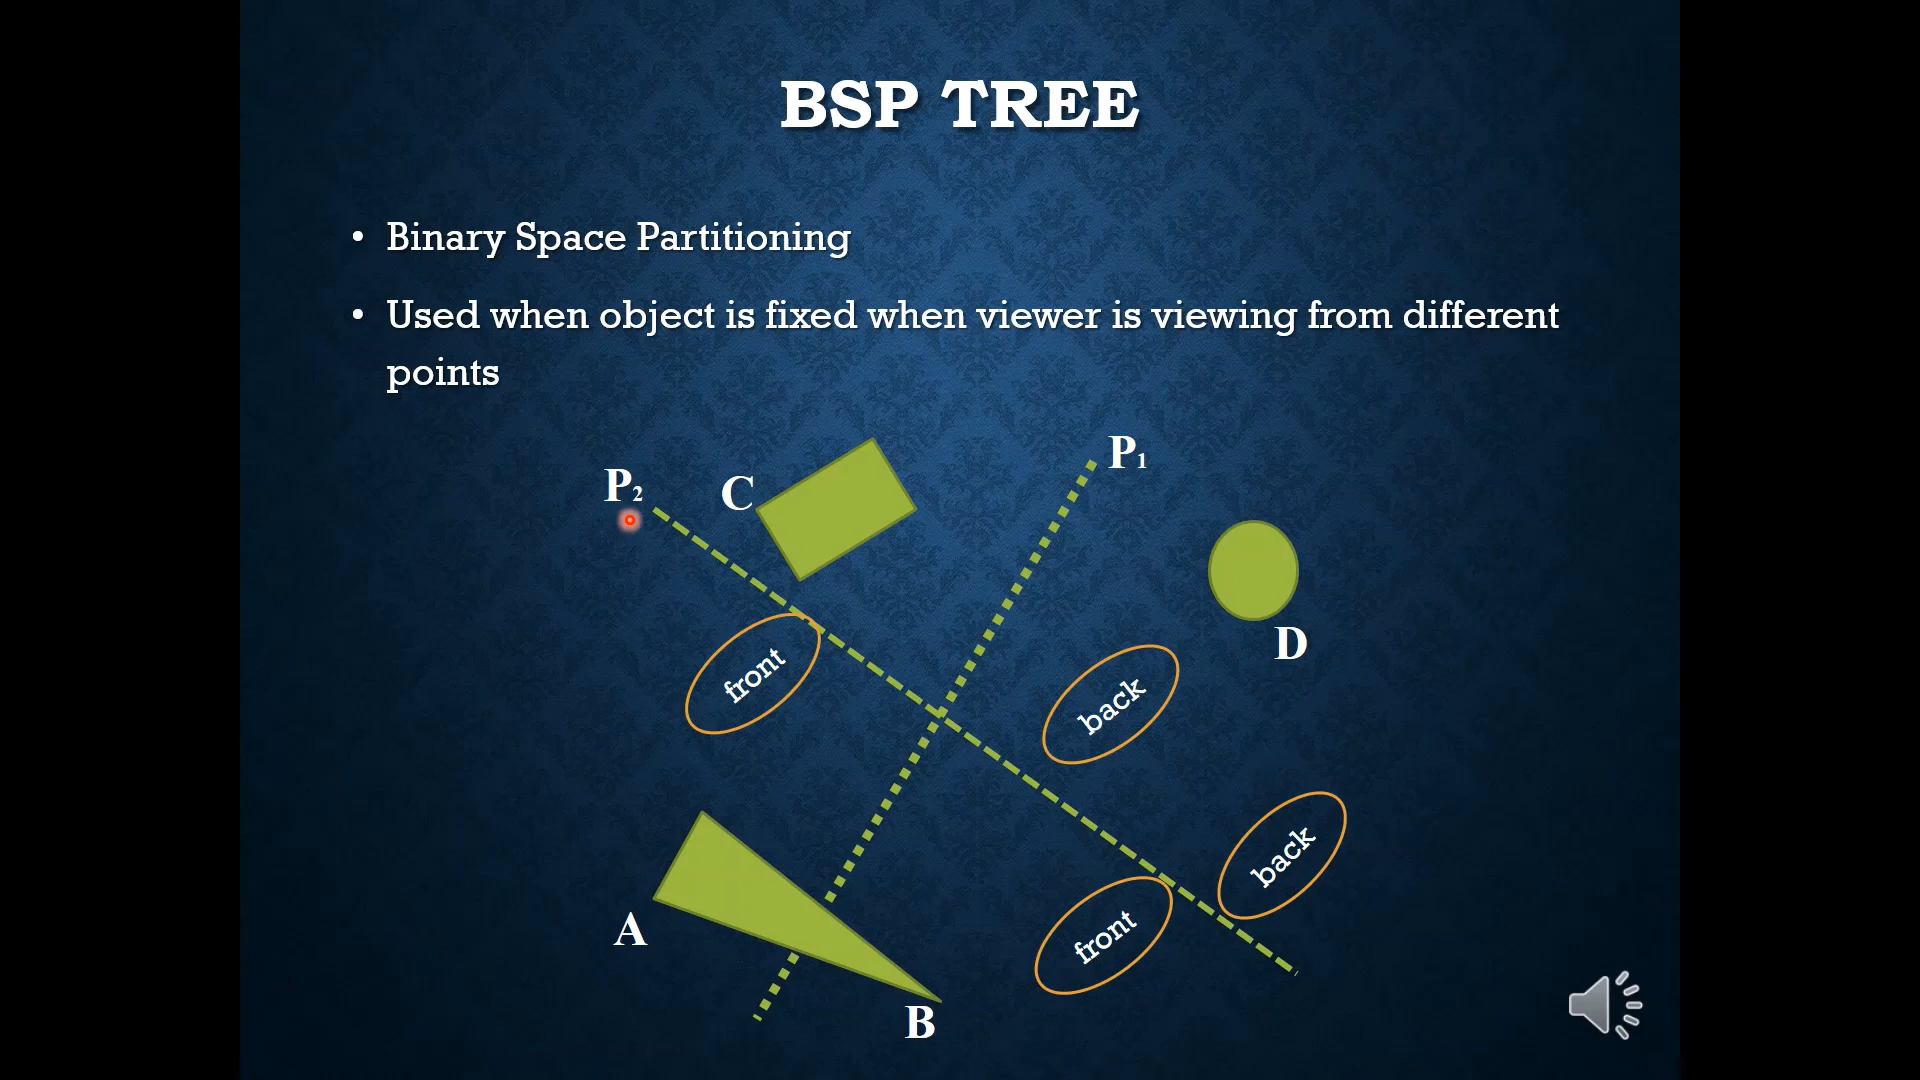 BSP TREE
• Binary Space Partitioning
• Used when object is fixed when viewer is viewing from different
points
P₁
P₂
C
D
front
back
back
front
A
B